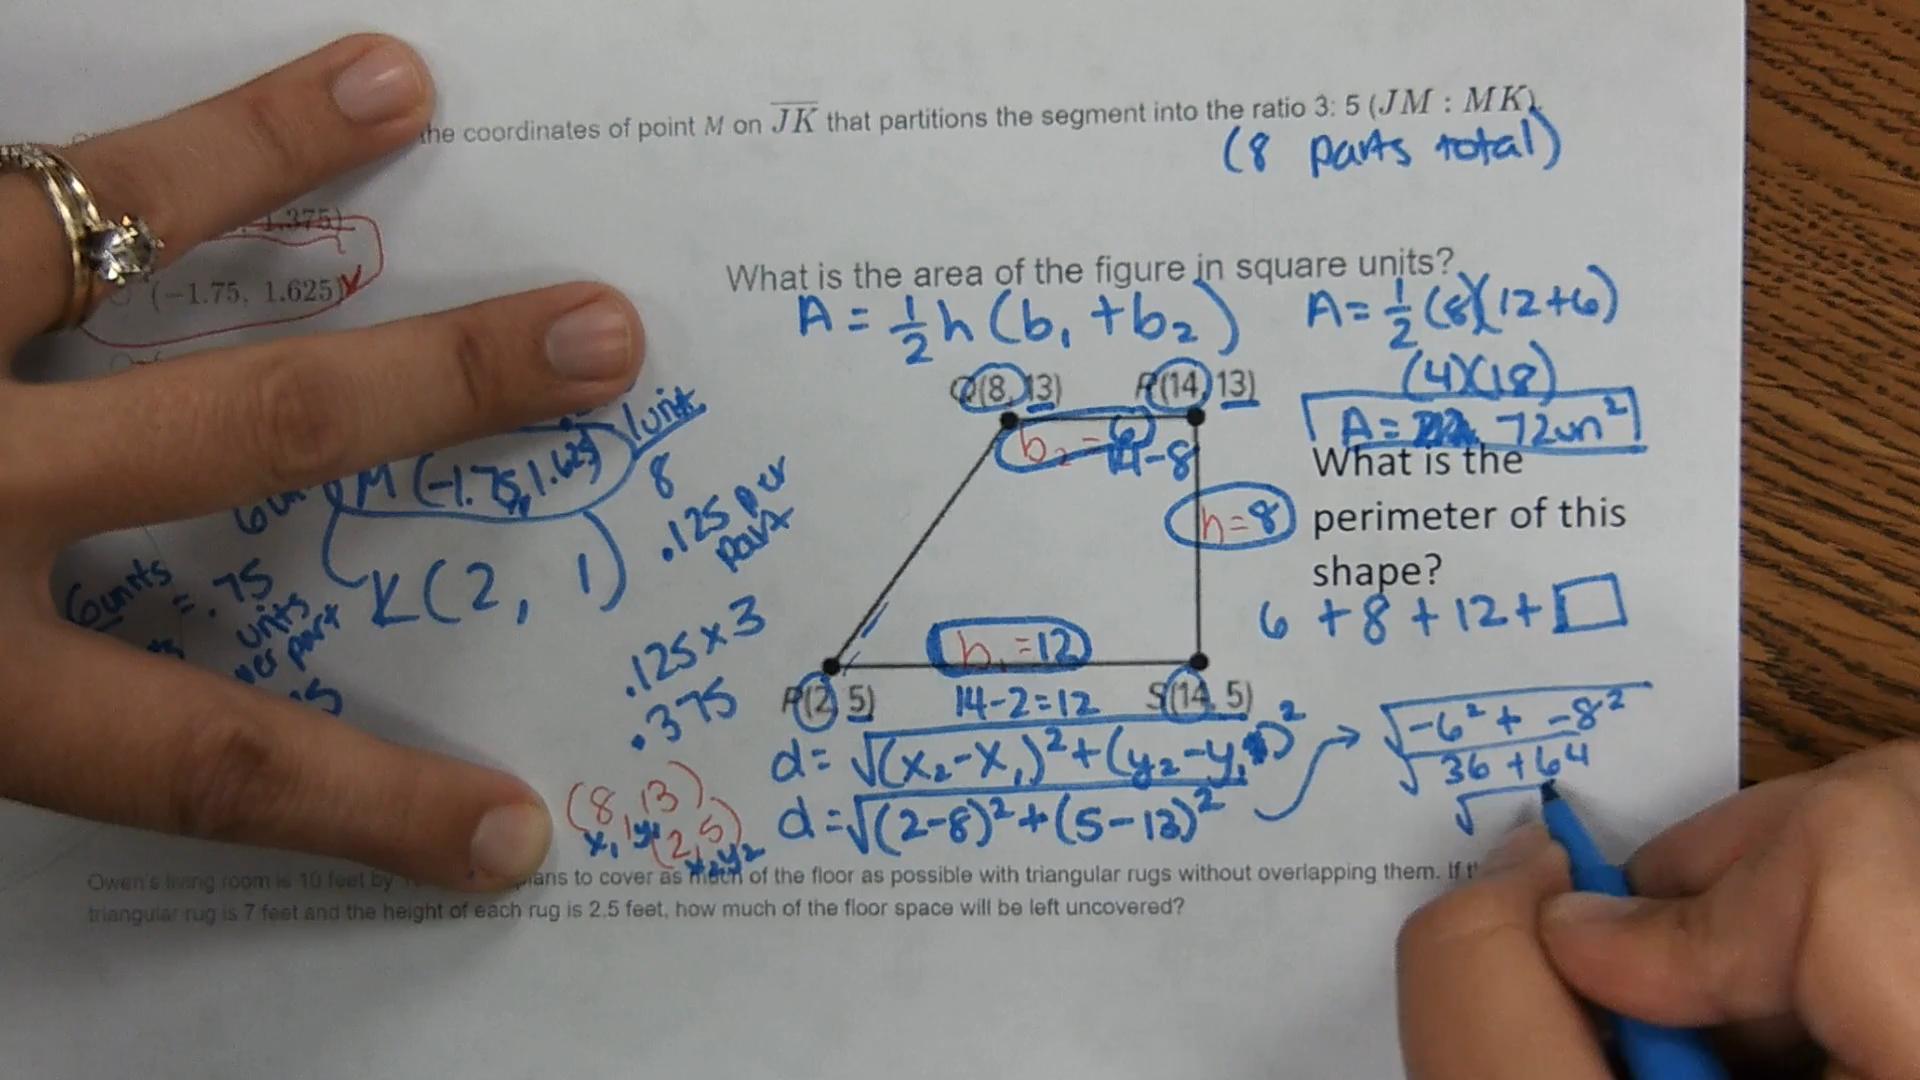 he coordinates of point M on JK that partitions the segment into the ratio 3: 5 (JM : MK).
(8 parts total)
1.375)
(−1.75, 1.625)
What is the area of the figure in square units?
A = 1/2 h (b₁ + b₂)
A = 1/2 (8)(12+6)
(4)(18)
A = 72un²
Q(8, 13)
R(14, 13)
b₂ = 6
14-8
h = 8
What is the
perimeter of this
shape?
6 + 8 + 12 + □
M (-1.75, 1.625)
1 unit
8
.125 per
part
K(2, 1)
6 units
= .75
units
per part
.125 x 3
.375
b₁ = 12
P(2, 5)
14-2=12
S(14, 5)
d = √(x₂-x₁)² + (y₂-y₁)²
d = √(2-8)² + (5-13)²
√-6² + -8²
√36 + 64
√
(8, 13)
x₁ y₁
(2, 5)
x₂ y₂
Owen's living room is 10 feet by ans to cover as much of the floor as possible with triangular rugs without overlapping them. If
triangular rug is 7 feet and the height of each rug is 2.5 feet, how much of the floor space will be left uncovered?